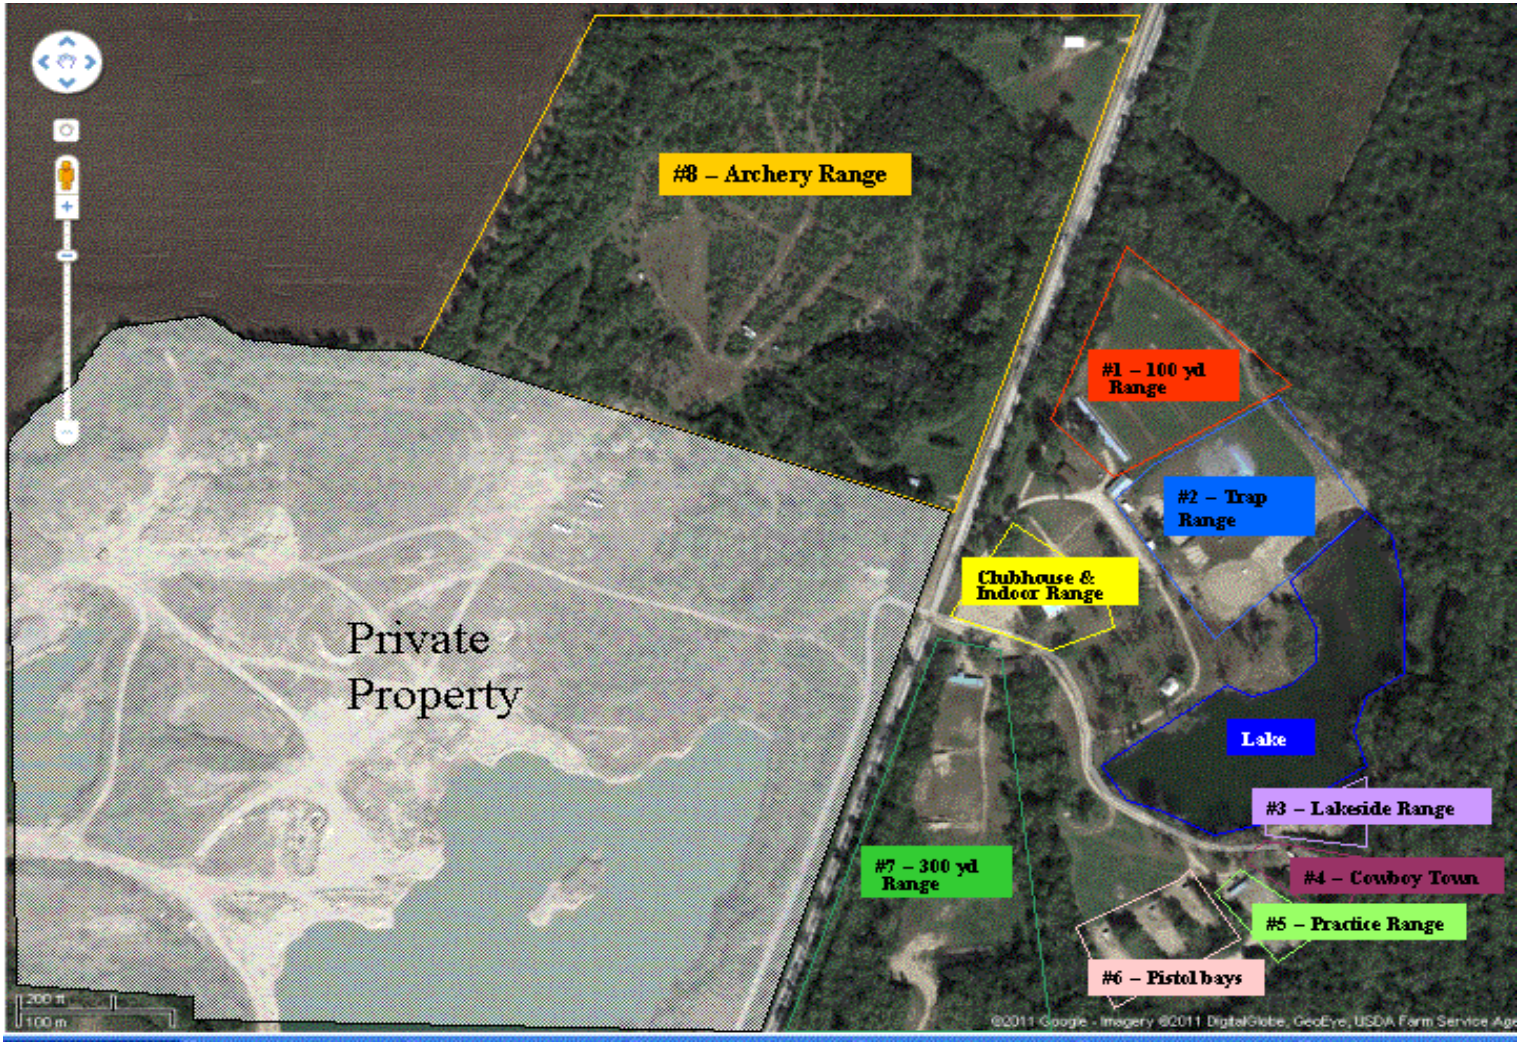 #8 – Archery Range
#1 – 100 yd
Range
#2 – Trap
Range
Clubhouse &
Indoor Range
Private
Property
Lake
#3 – Lakeside Range
#7 – 300 yd
Range
#4 – Cowboy Town
#5 – Practice Range
#6 – Pistol bays
200 ft
100 m
©2011 Google - Imagery ©2011 DigitalGlobe, GeoEye, USDA Farm Service Age